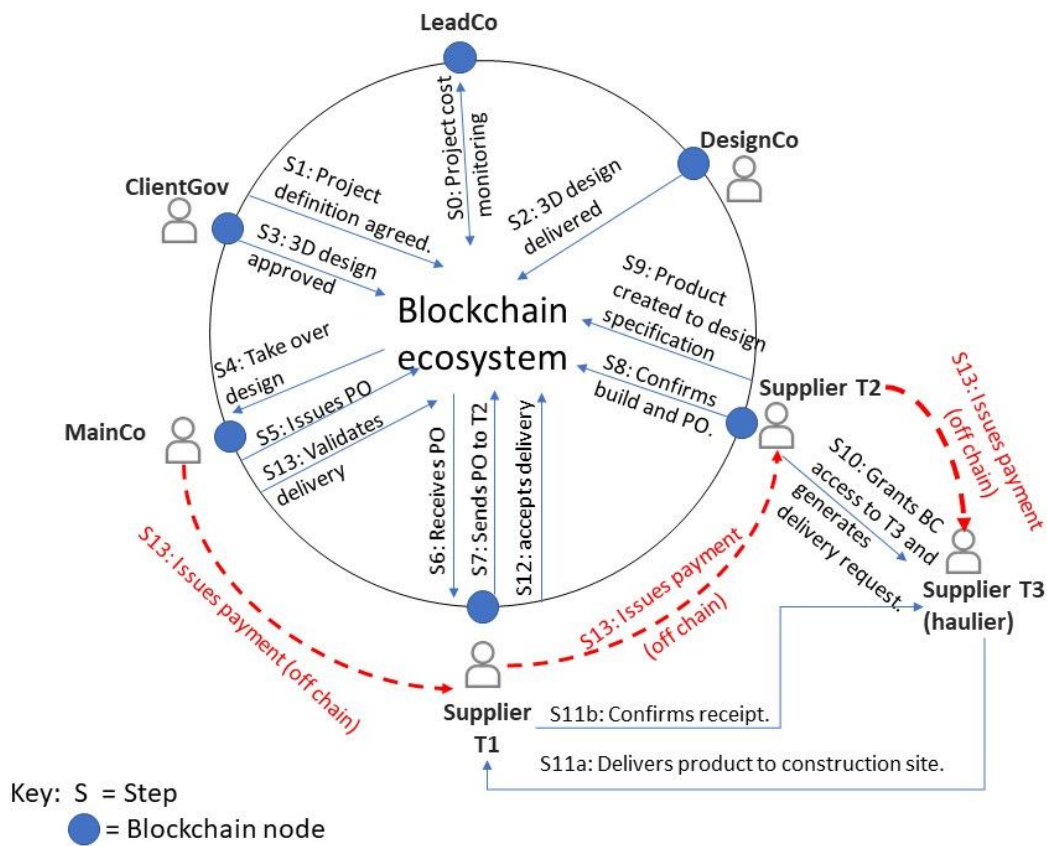 LeadCo
DesignCo
ClientGov
S0: Project cost
monitoring
S1: Project
definition agreed.
S2: 3D design
delivered
S3: 3D design
approved
S9: Product
created to design
specification
Blockchain
ecosystem
S4: Take over
design
S8: Confirms
build and PO.
Supplier T2
S13: Issues payment
(off chain)
MainCo
S5: Issues PO
S13: Validates
delivery
S6: Receives PO
S7: Sends PO to T2
S12: accepts delivery
S10: Grants BC
access to T3 and
generates
delivery request.
S13: Issues payment (off chain)
S13: Issues payment
(off chain)
Supplier T3
(haulier)
Supplier
T1
S11b: Confirms receipt.
S11a: Delivers product to construction site.
Key: S = Step
= Blockchain node